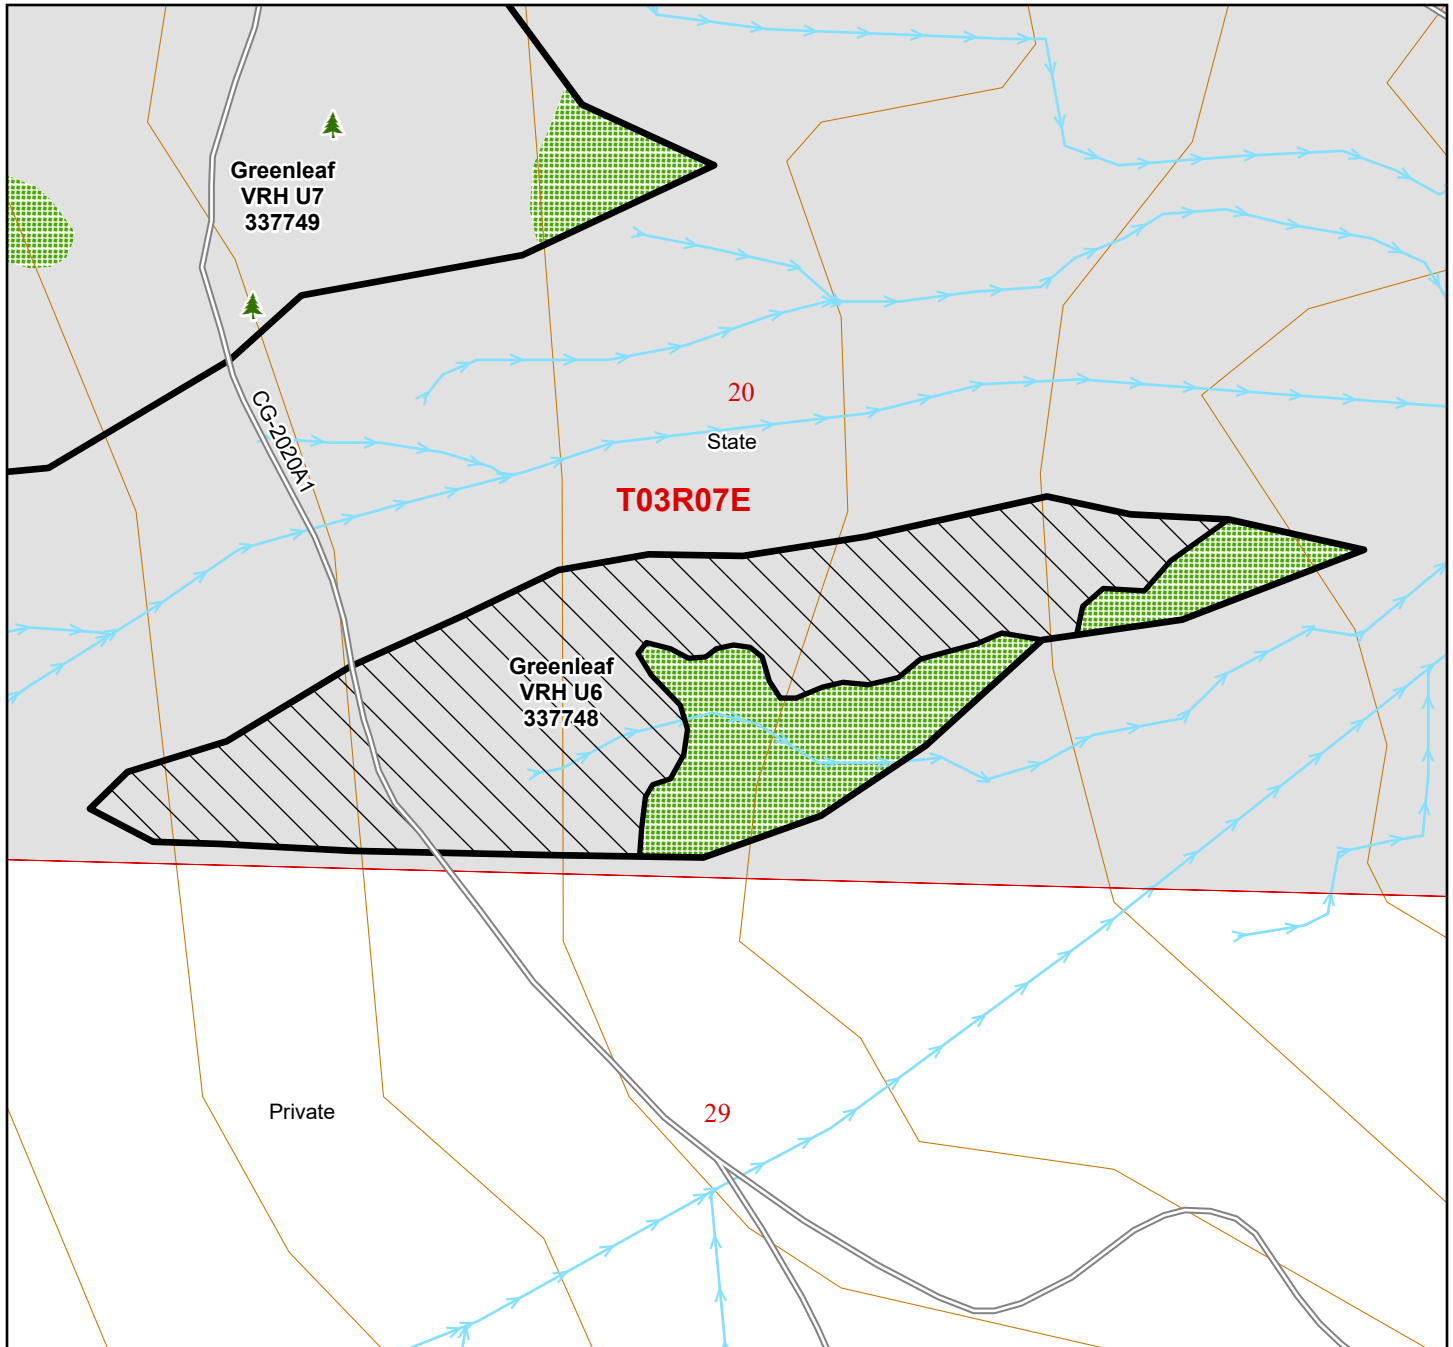 Greenleaf
VRH U7
337749
CG-2020A1
20
State
T03R07E
Greenleaf
VRH U6
337748
Private
29